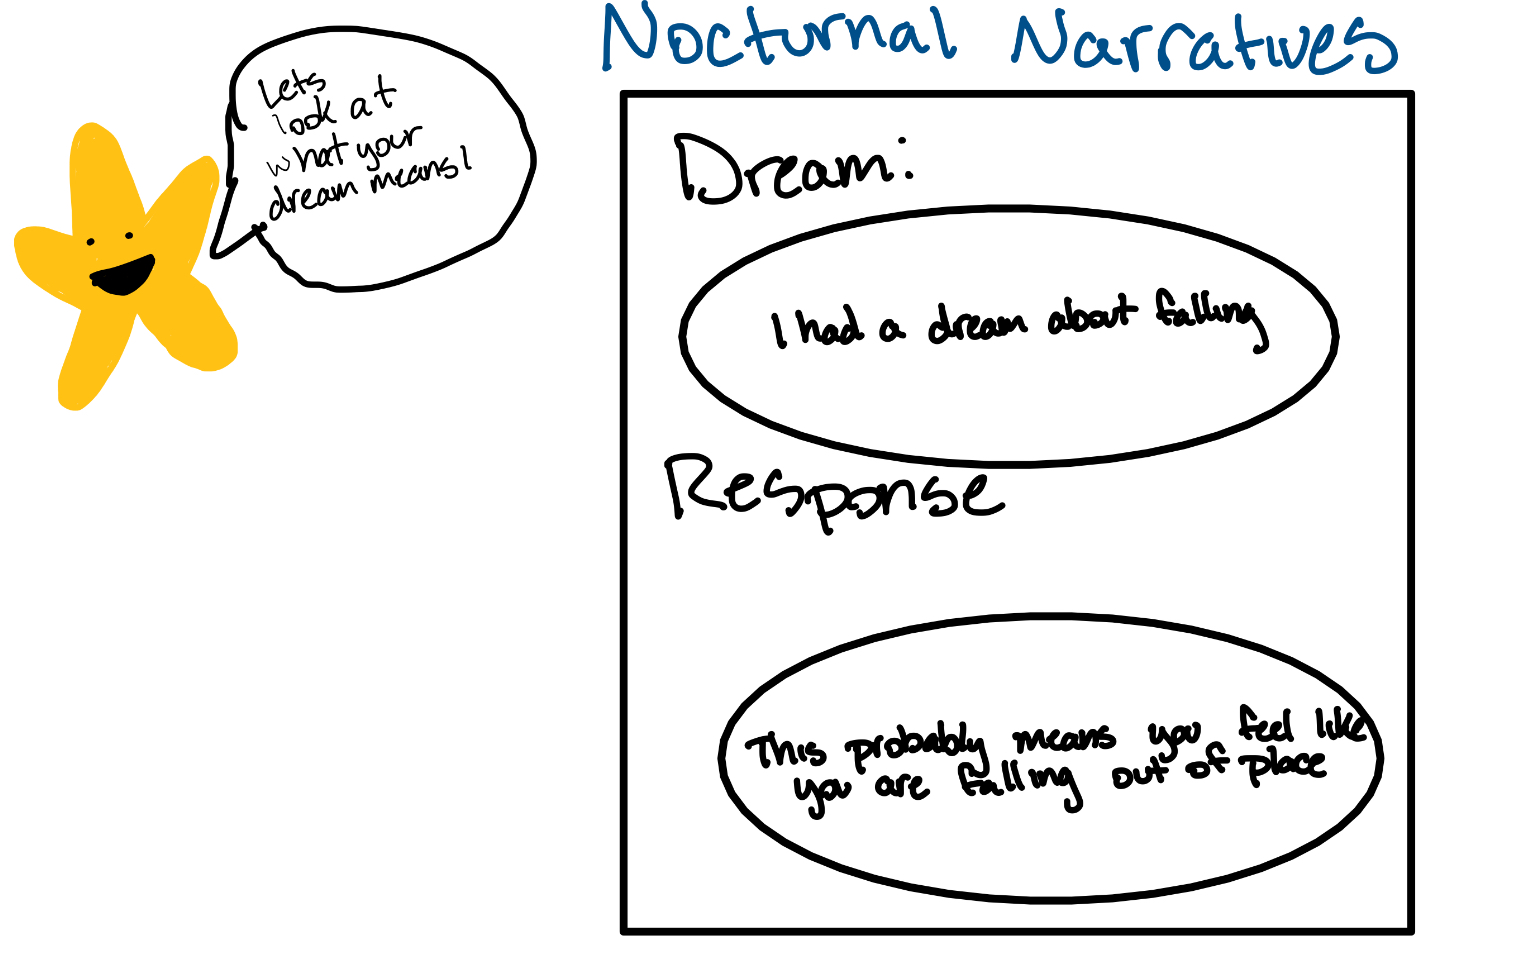 Nocturnal Narratives
Lets
look at
what your
dream means!
Dream:
I had a dream about falling
Response
This probably means you feel like
you are falling out of place